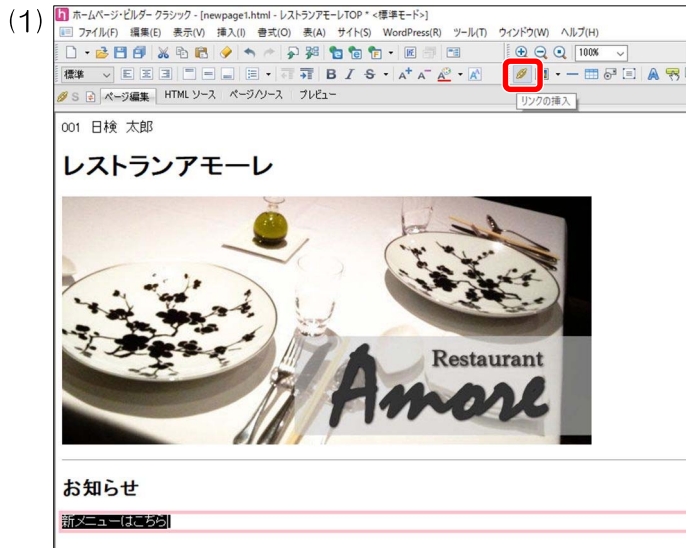 (1)
ホームページ・ビルダー クラシック - [newpage1.html - レストランアモーレTOP * <標準モード>]
ファイル(F) 編集(E) 表示(V) 挿入(I) 書式(O) 表(A) サイト(S) WordPress(R) ツール(T) ウィンドウ(W) ヘルプ(H)
100%
標準 B I S A+ A- A A
S ページ編集 HTML ソース ページ/ソース プレビュー
リンクの挿入
001 日検 太郎
レストランアモーレ
Restaurant
Amore
お知らせ
新メニューはこちら